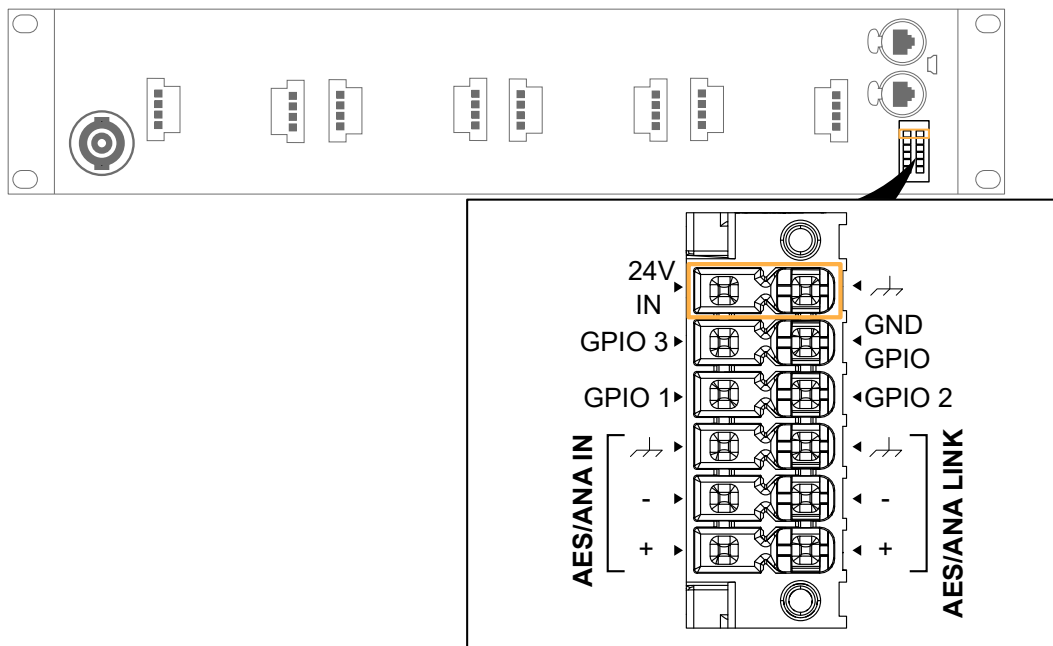 24V
IN
GPIO 3
GND
GPIO
GPIO 1
GPIO 2
AES/ANA IN
-
+
AES/ANA LINK
-
+